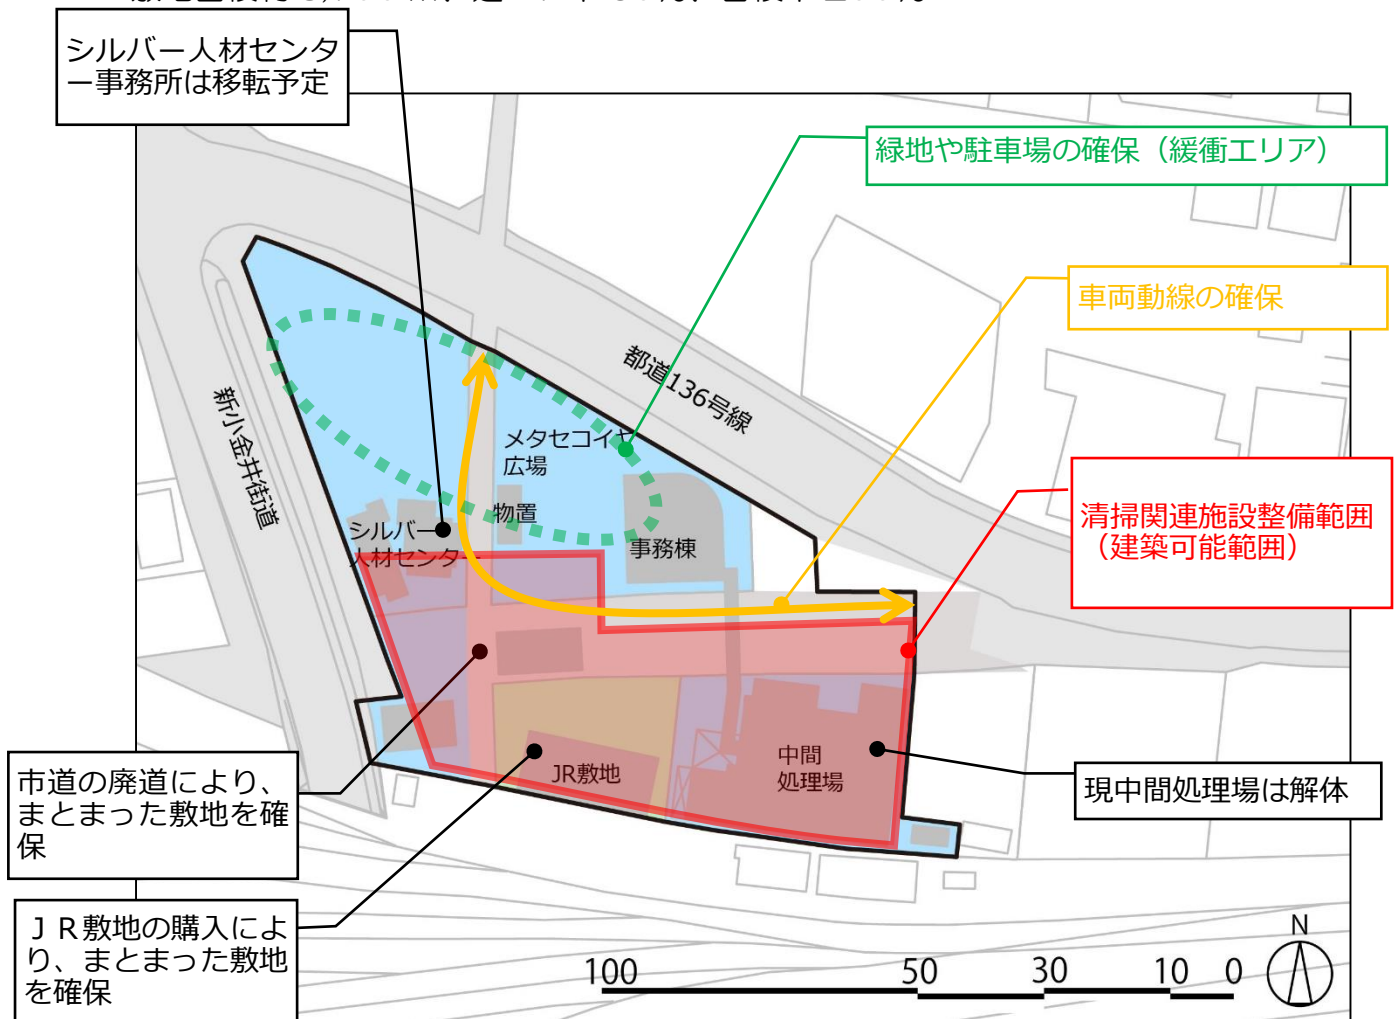 シルバー人材センタ
ー事務所は移転予定
緑地や駐車場の確保（緩衝エリア）
車両動線の確保
都道136号線
新小金井街道
メタセコイヤ
広場
物置
シルバー
人材センター
事務棟
清掃関連施設整備範囲
（建築可能範囲）
中間
処理場
JR敷地
現中間処理場は解体
市道の廃道により、
まとまった敷地を確
保
ＪＲ敷地の購入によ
り、まとまった敷地
を確保
100 50 30 10 0
N